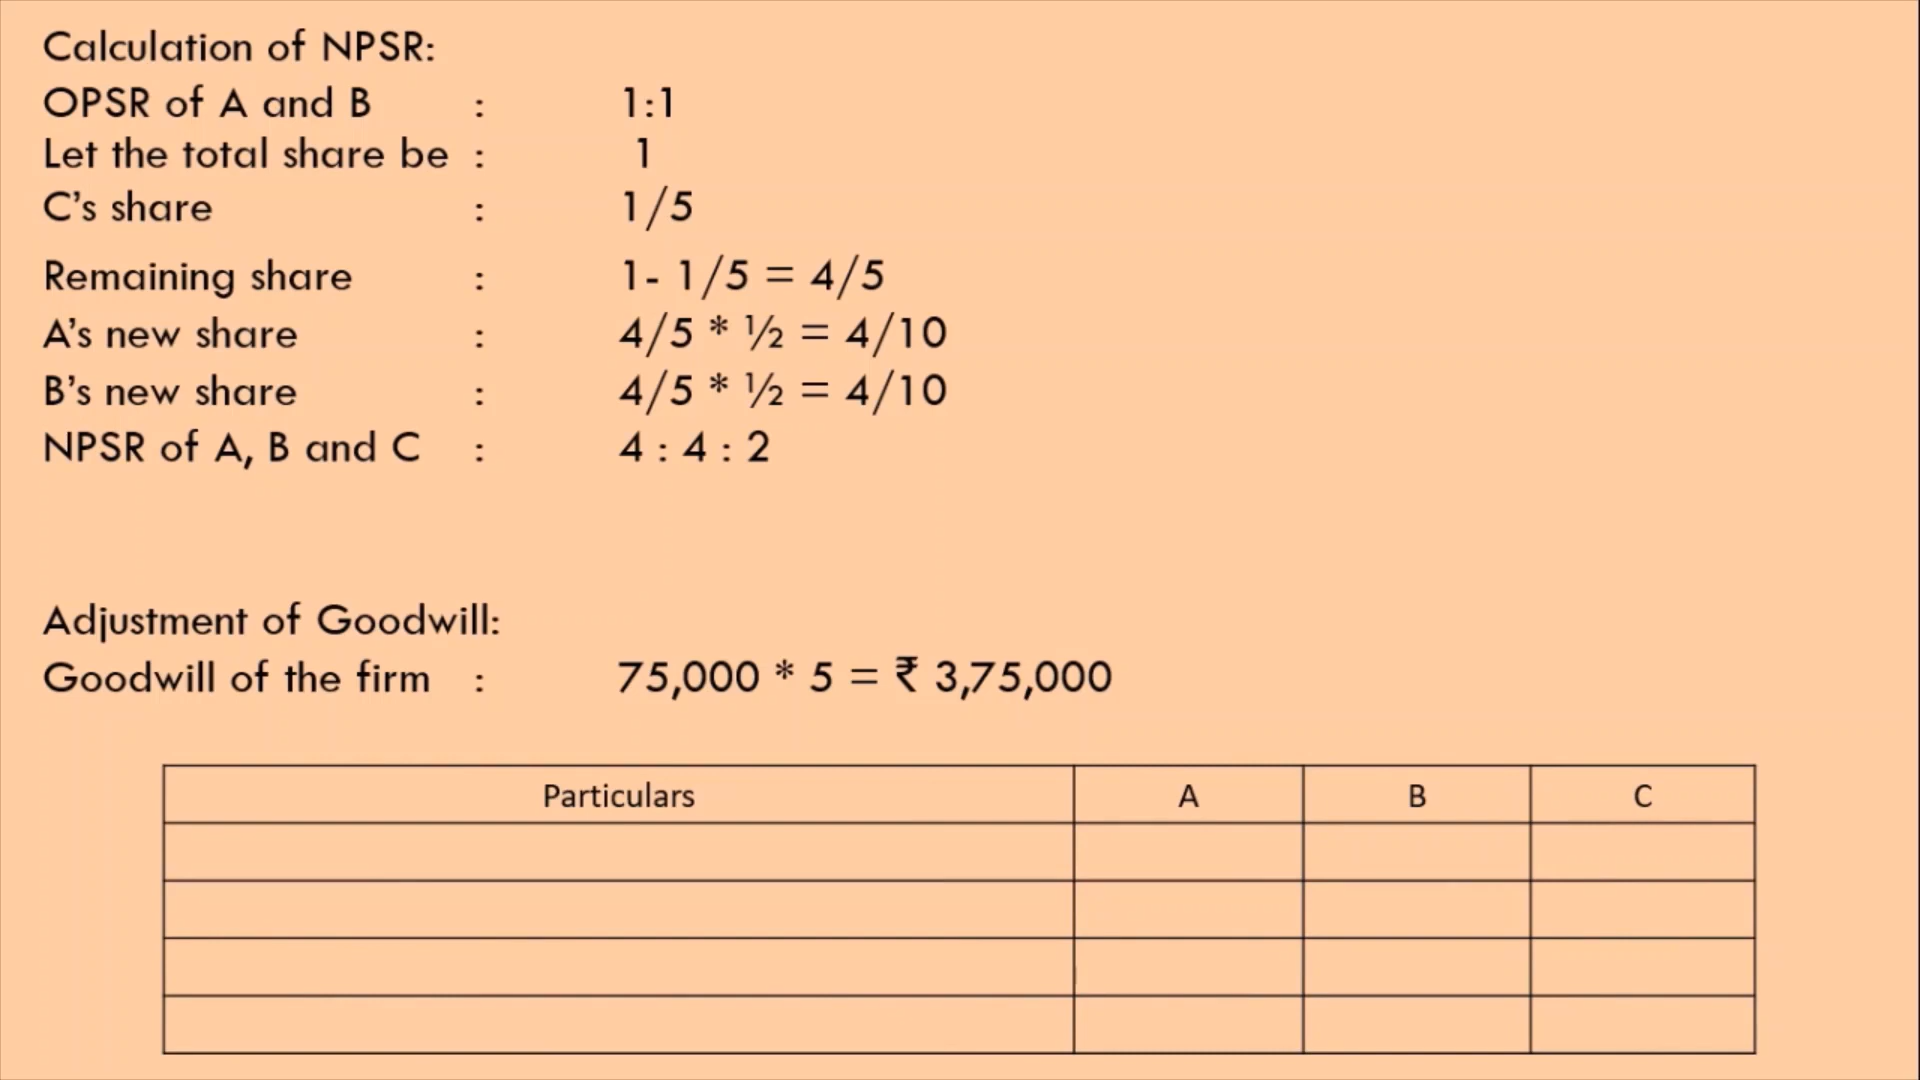 Calculation of NPSR:
OPSR of A and B : 1:1
Let the total share be : 1
C’s share : 1/5
Remaining share : 1- 1/5 = 4/5
A’s new share : 4/5 * ½ = 4/10
B’s new share : 4/5 * ½ = 4/10
NPSR of A, B and C : 4 : 4 : 2
Adjustment of Goodwill:
Goodwill of the firm : 75,000 * 5 = ₹ 3,75,000
Particulars A B C